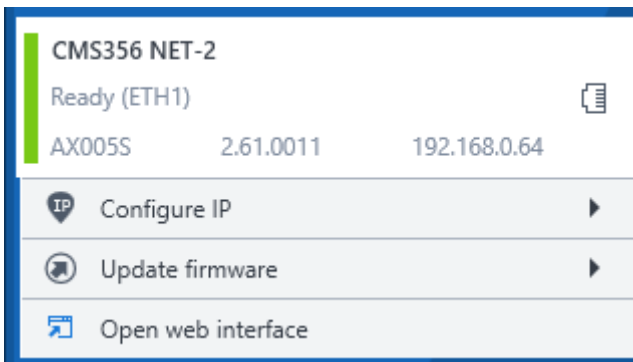 CMS356 NET-2
Ready (ETH1)
AX005S 2.61.0011 192.168.0.64
IP Configure IP
Update firmware
Open web interface